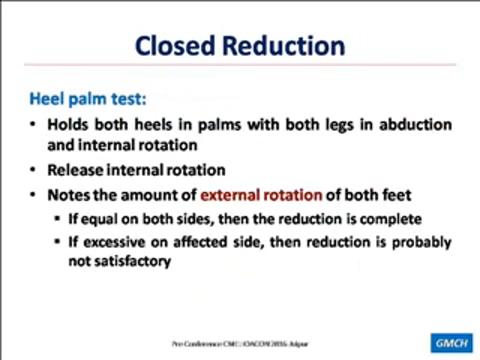 Closed Reduction
Heel palm test:
• Holds both heels in palms with both legs in abduction
and internal rotation
• Release internal rotation
• Notes the amount of external rotation of both feet
▪ If equal on both sides, then the reduction is complete
▪ If excessive on affected side, then reduction is probably
not satisfactory
Pre Conference CME: IOACON 2016 Jaipur
GMCH